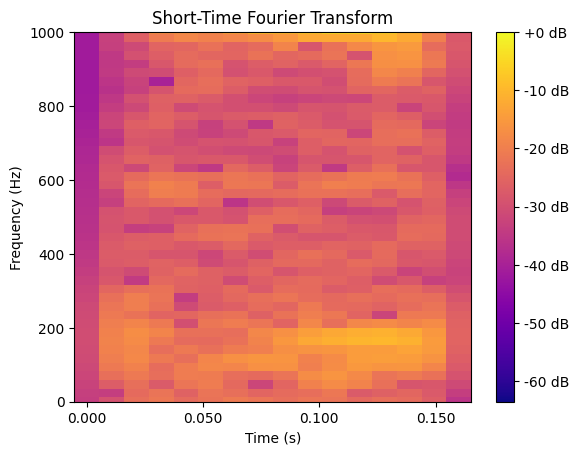 Short-Time Fourier Transform
Frequency (Hz)
1000
800
600
400
200
0
0.000
0.050
0.100
0.150
Time (s)
+0 dB
-10 dB
-20 dB
-30 dB
-40 dB
-50 dB
-60 dB